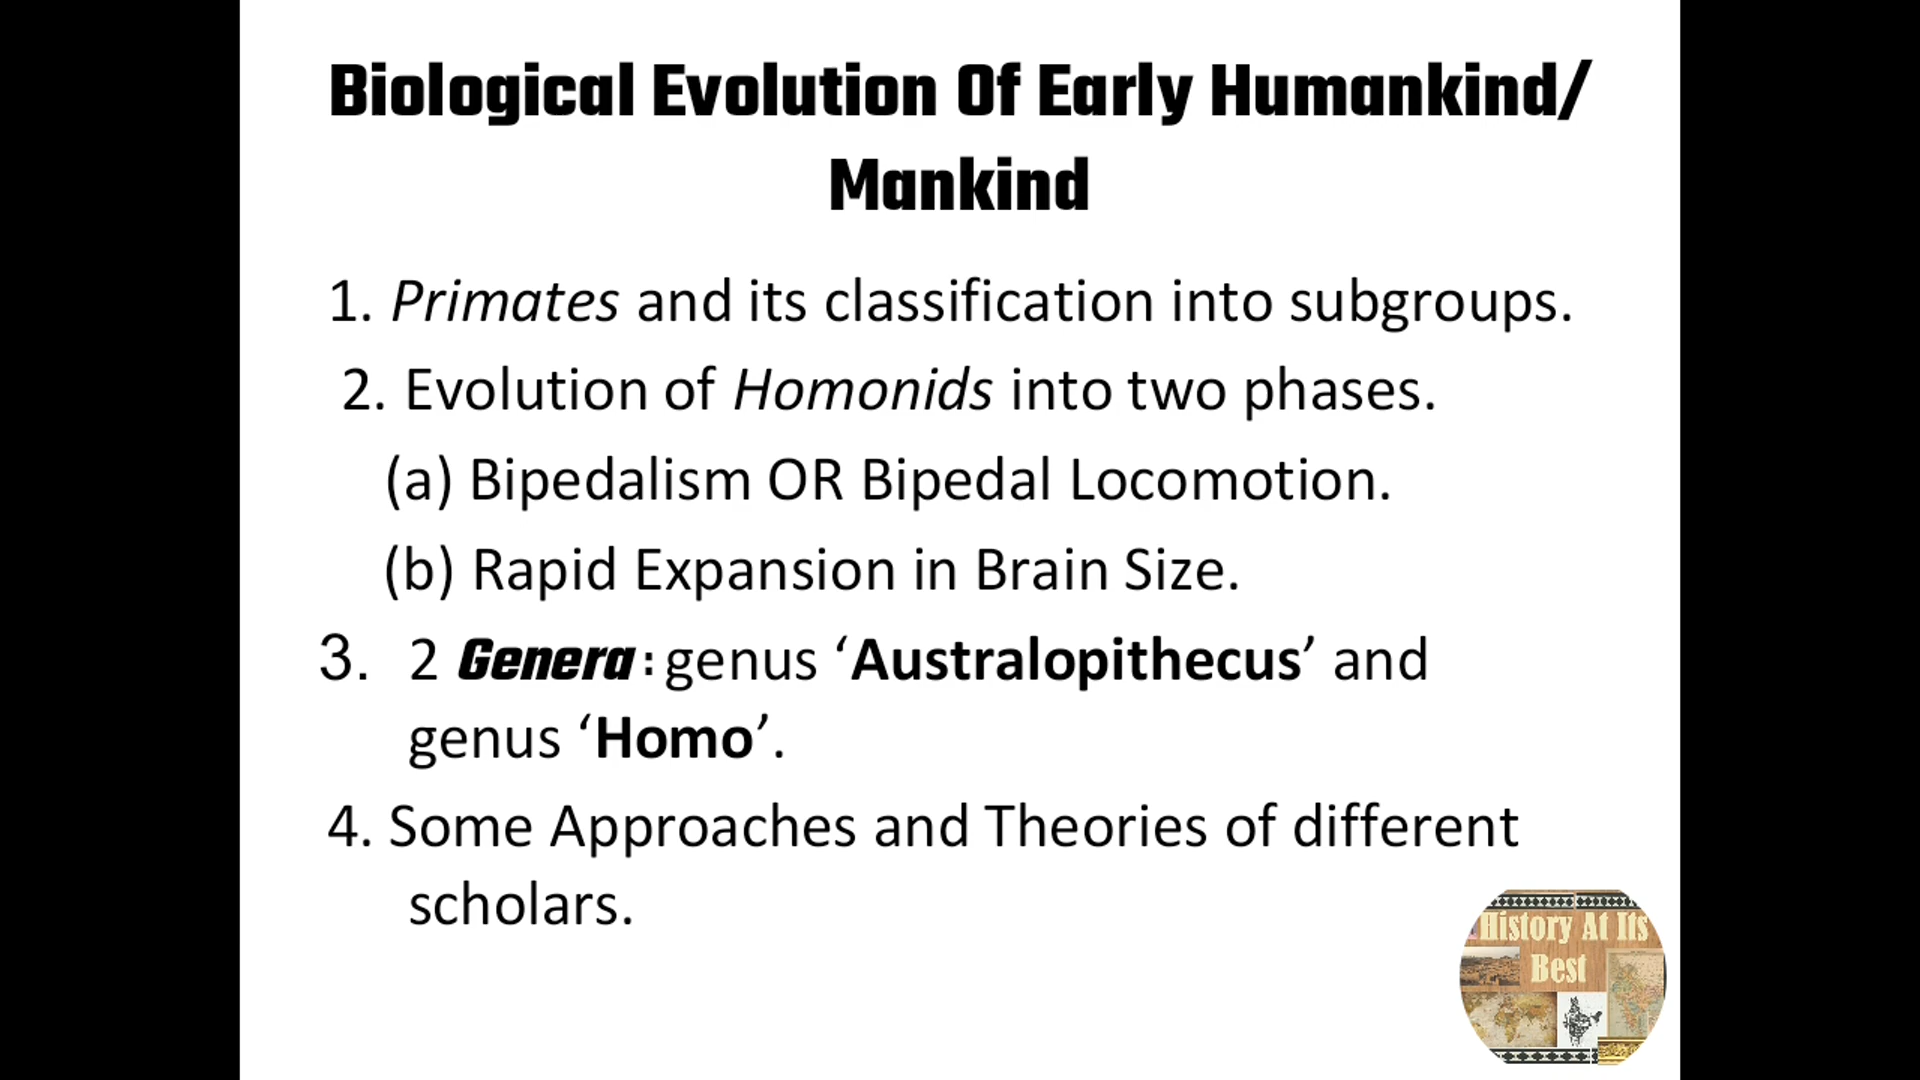 Biological Evolution Of Early Humankind/
Mankind
1. Primates and its classification into subgroups.
2. Evolution of Homonids into two phases.
(a) Bipedalism OR Bipedal Locomotion.
(b) Rapid Expansion in Brain Size.
3. 2 Genera : genus ‘Australopithecus’ and
genus ‘Homo’.
4. Some Approaches and Theories of different
scholars.
History At Its
Best